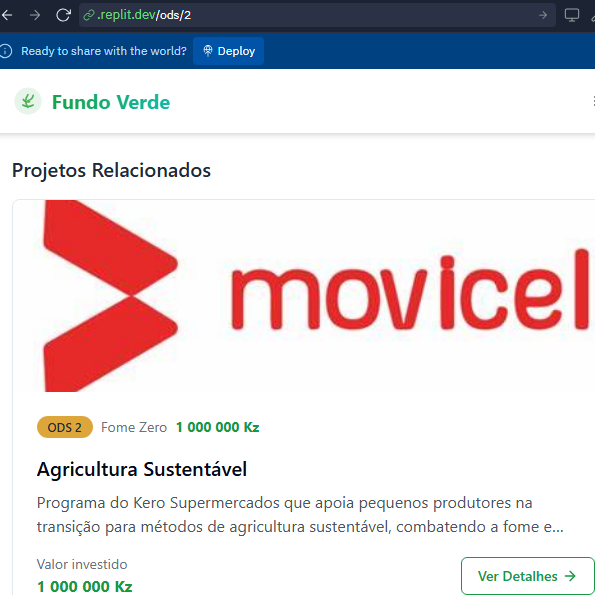 .replit.dev/ods/2
Ready to share with the world? Deploy
Fundo Verde
Projetos Relacionados
movicel
ODS 2 Fome Zero 1 000 000 Kz
Agricultura Sustentável
Programa do Kero Supermercados que apoia pequenos produtores na
transição para métodos de agricultura sustentável, combatendo a fome e...
Valor investido
1 000 000 Kz
Ver Detalhes →